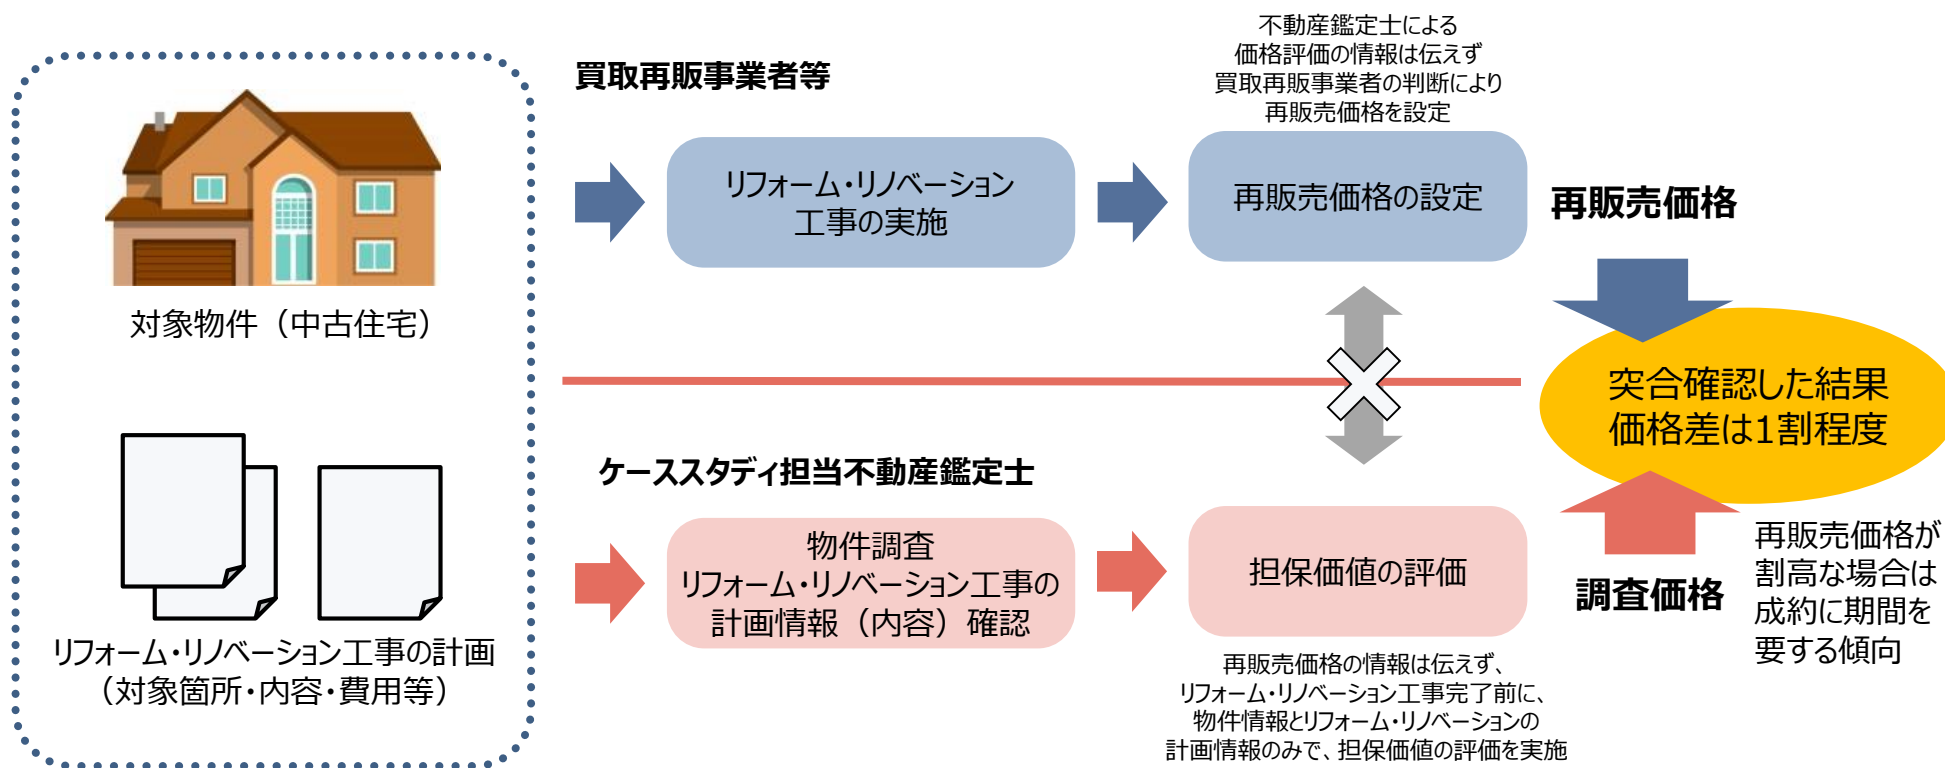 対象物件（中古住宅）
リフォーム・リノベーション工事の計画
（対象箇所・内容・費用等）
買取再販事業者等
リフォーム・リノベーション
工事の実施
不動産鑑定士による
価格評価の情報は伝えず
買取再販事業者の判断により
再販売価格を設定
再販売価格の設定
再販売価格
突合確認した結果
価格差は1割程度
ケーススタディ担当不動産鑑定士
物件調査
リフォーム・リノベーション工事の
計画情報（内容）確認
担保価値の評価
再販売価格の情報は伝えず、
リフォーム・リノベーション工事完了前に、
物件情報とリフォーム・リノベーションの
計画情報のみで、担保価値の評価を実施
調査価格
再販売価格が
割高な場合は
成約に期間を
要する傾向